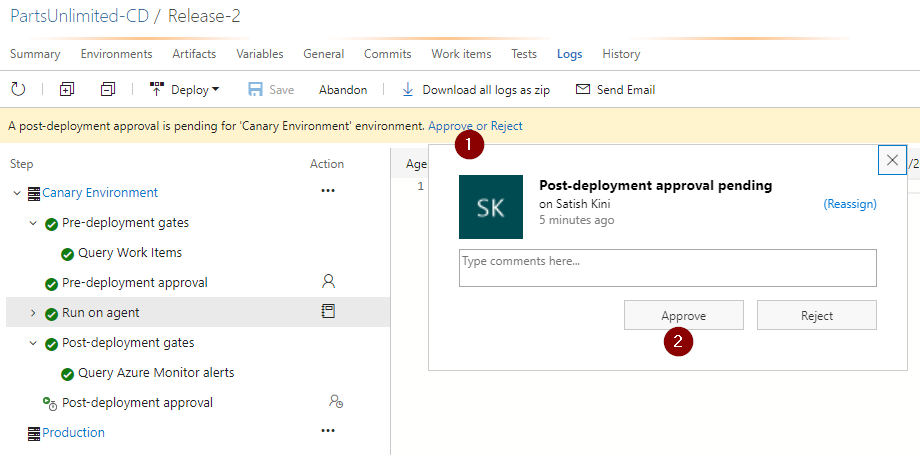 PartsUnlimited-CD / Release-2
Summary Environments Artifacts Variables General Commits Work items Tests Logs History
Deploy Save Abandon Download all logs as zip Send Email
A post-deployment approval is pending for 'Canary Environment' environment. Approve or Reject
1
Step Action
Age
/2
1
Canary Environment ...
Pre-deployment gates
Query Work Items
Pre-deployment approval
Run on agent
Post-deployment gates
Query Azure Monitor alerts
Post-deployment approval
Production ...
SK
Post-deployment approval pending
on Satish Kini (Reassign)
5 minutes ago
Type comments here...
Approve Reject
2